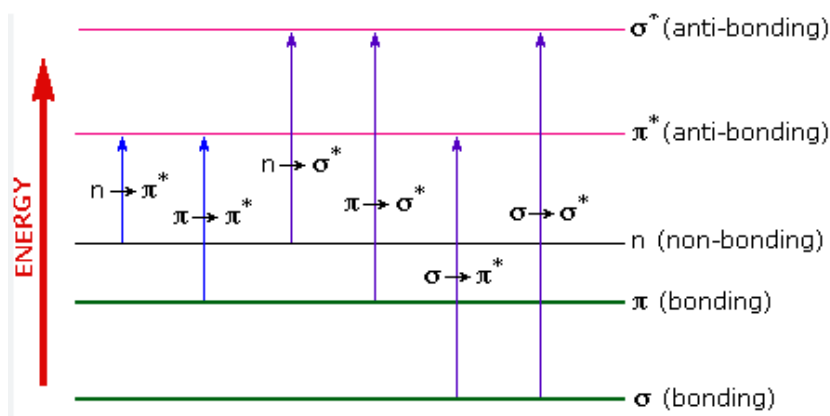 σ* (anti-bonding)
π* (anti-bonding)
n → σ*
n → π*
π → σ*
π → π*
σ → σ*
n (non-bonding)
σ → π*
π (bonding)
σ (bonding)
ENERGY